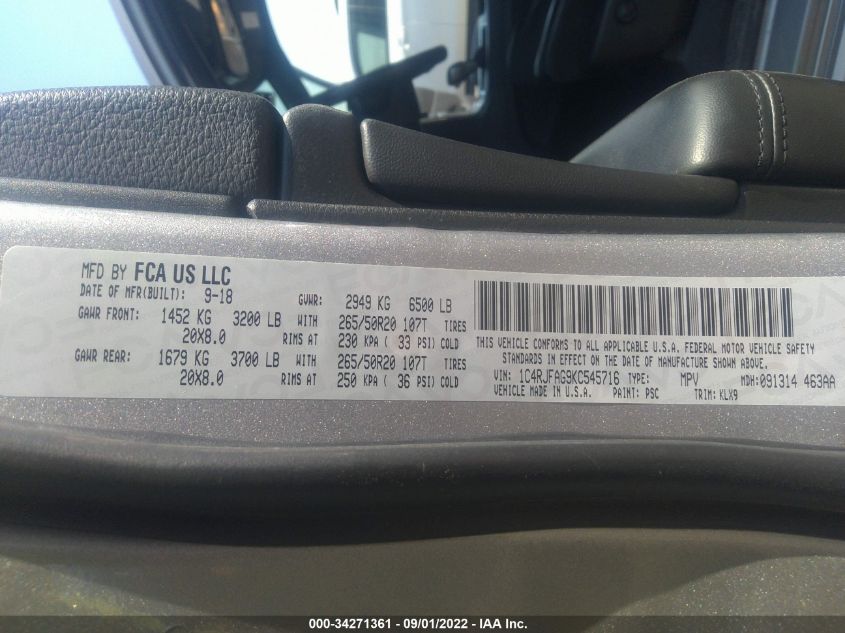 MFD BY FCA US LLC
DATE OF MFR(BUILT): 9-18 GVWR: 2949 KG 6500 LB
GAWR FRONT: 1452 KG 3200 LB WITH 265/50R20 107T TIRES
20X8.0 RIMS AT 230 KPA ( 33 PSI) COLD
GAWR REAR: 1679 KG 3700 LB WITH 265/50R20 107T TIRES
20X8.0 RIMS AT 250 KPA ( 36 PSI) COLD
THIS VEHICLE CONFORMS TO ALL APPLICABLE U.S.A. FEDERAL MOTOR VEHICLE SAFETY
STANDARDS IN EFFECT ON THE DATE OF MANUFACTURE SHOWN ABOVE.
VIN: 1C4RJFAG9KC545716 TYPE: MPV MDH:091314 463AA
VEHICLE MADE IN U.S.A. PAINT: PSC TRIM: KLX9
000-34271361 - 09/01/2022 - IAA Inc.